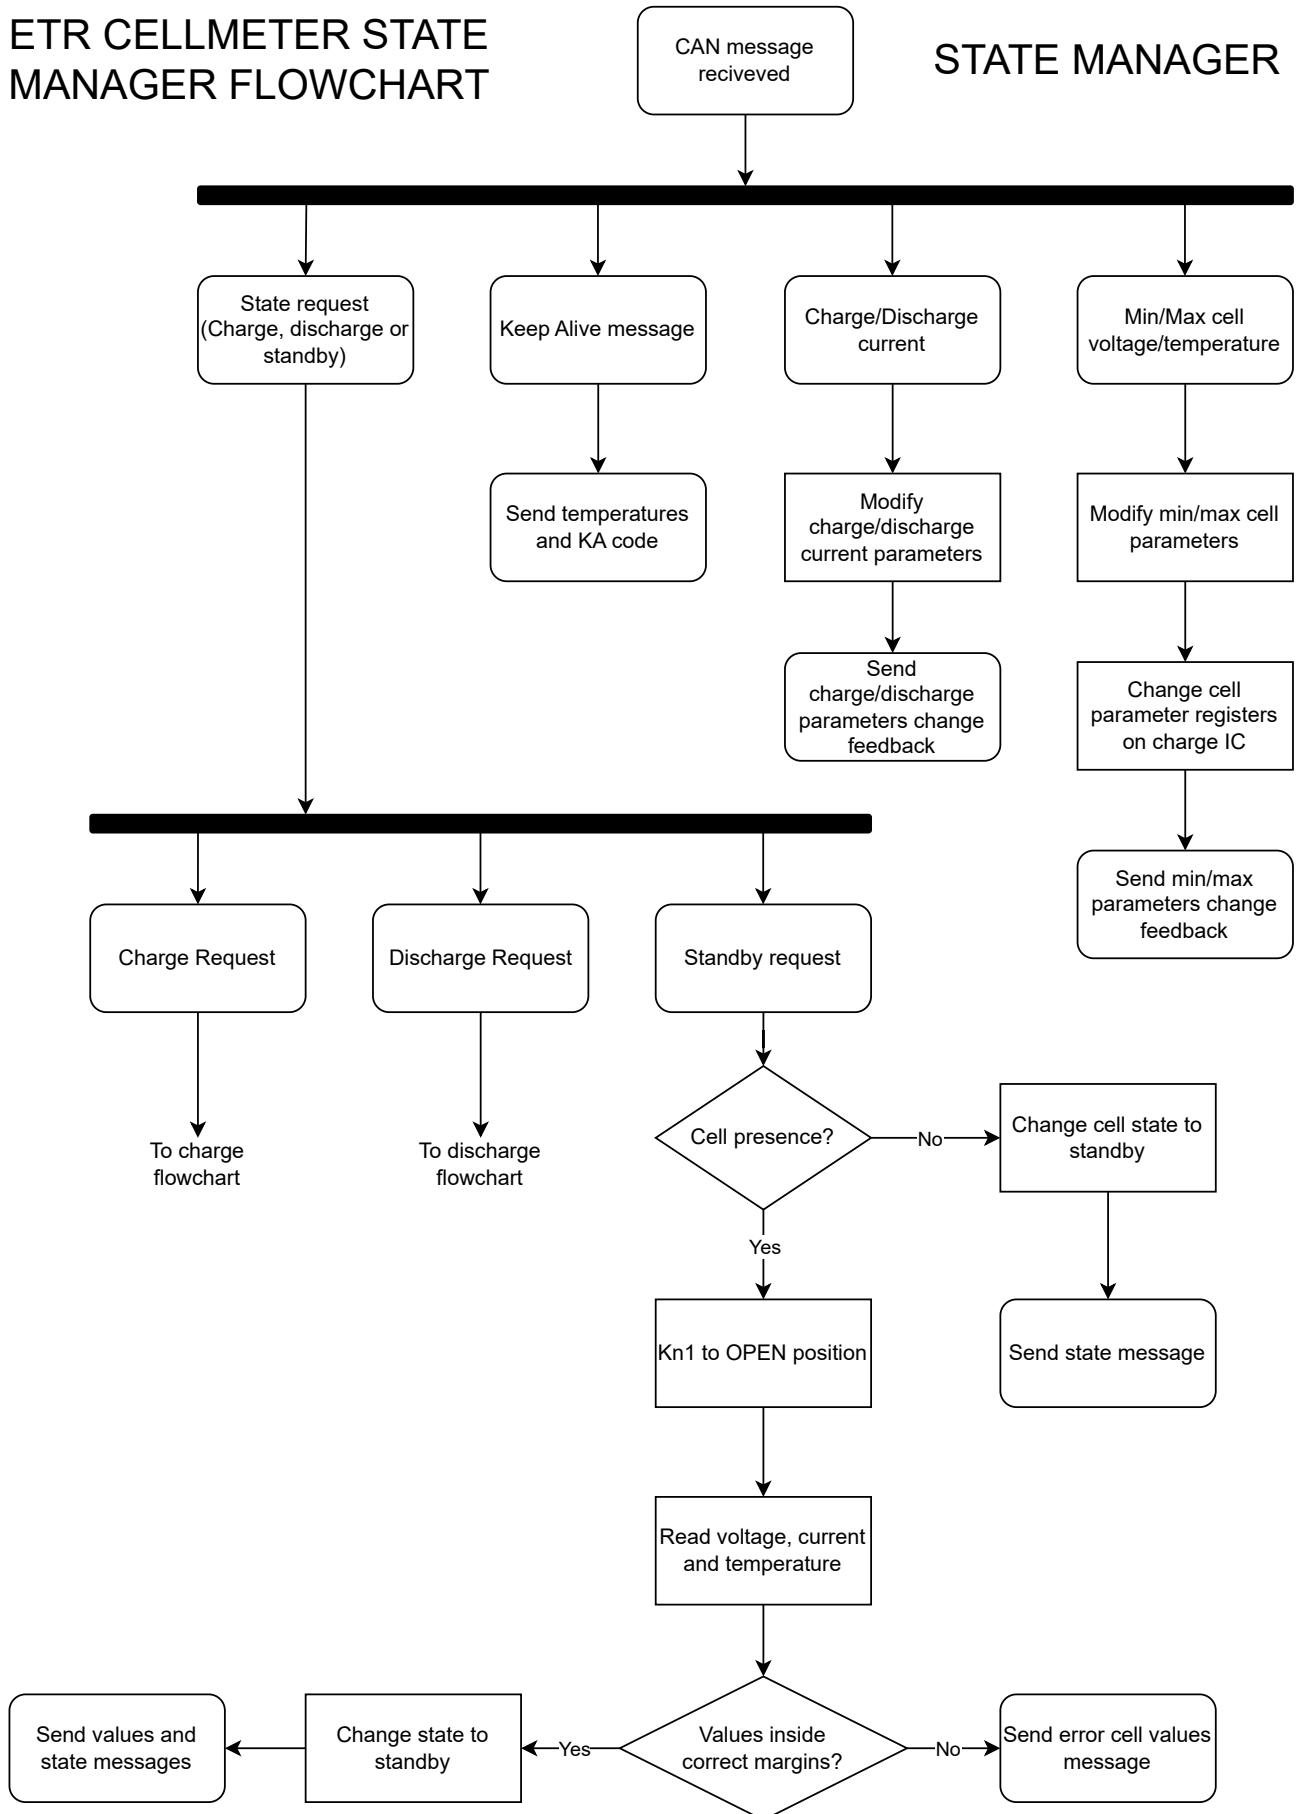 ETR CELLMETER STATE
MANAGER FLOWCHART
CAN message
reciveved
STATE MANAGER
State request
(Charge, discharge or
standby)
Keep Alive message
Charge/Discharge
current
Min/Max cell
voltage/temperature
Send temperatures
and KA code
Modify
charge/discharge
current parameters
Modify min/max cell
parameters
Send
charge/discharge
parameters change
feedback
Change cell
parameter registers
on charge IC
Send min/max
parameters change
feedback
Charge Request
Discharge Request
Standby request
To charge
flowchart
To discharge
flowchart
Cell presence?
No
Change cell state to
standby
Yes
Kn1 to OPEN position
Send state message
Read voltage, current
and temperature
Send values and
state messages
Change state to
standby
Yes
Values inside
correct margins?
No
Send error cell values
message